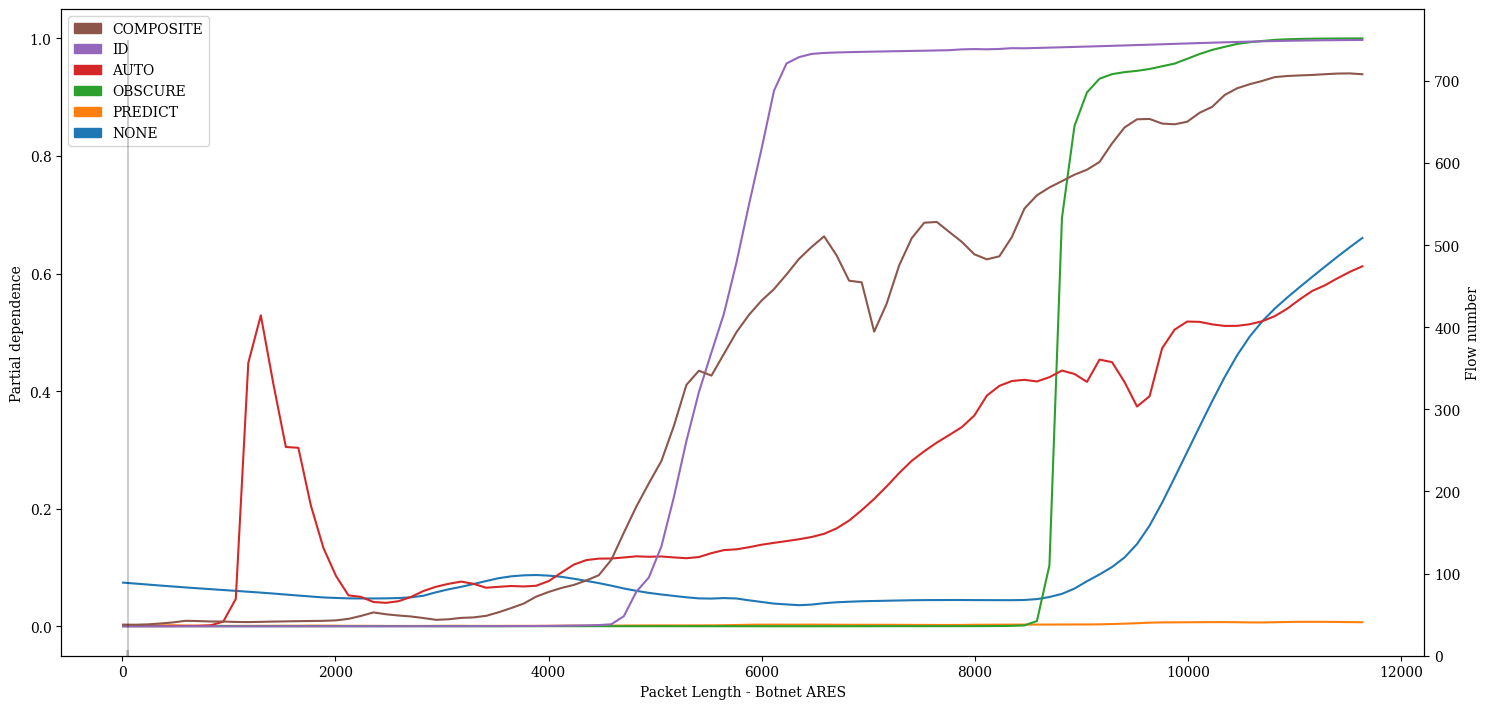 COMPOSITE
ID
AUTO
OBSCURE
PREDICT
NONE
1.0
0.8
0.6
0.4
0.2
0.0
Partial dependence
700
600
500
400
300
200
100
0
Flow number
0 2000 4000 6000 8000 10000 12000
Packet Length - Botnet ARES